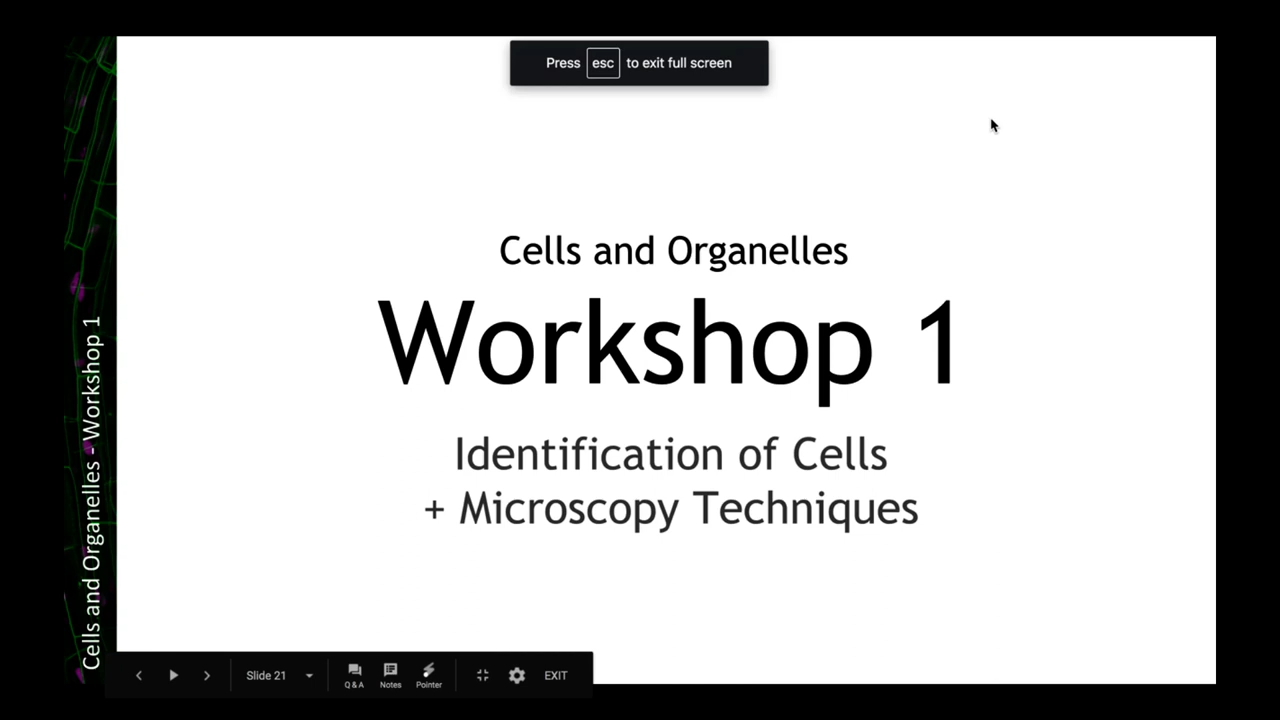 Press esc to exit full screen
Cells and Organelles
Workshop 1
Identification of Cells
+ Microscopy Techniques
Cells and Organelles - Workshop 1
Slide 21
Q & A
Notes
Pointer
EXIT